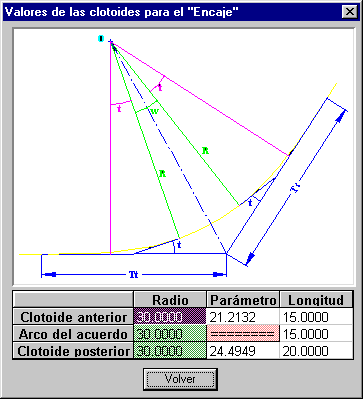 Valores de las clotoides para el "Encaje"
t
t
w
R
R
t
t
Tt
Tt
Radio Parámetro Longitud
Clotoide anterior 30.0000 21.2132 15.0000
Arco del acuerdo 30.0000 ======== 15.0000
Clotoide posterior 30.0000 24.4949 20.0000
Volver